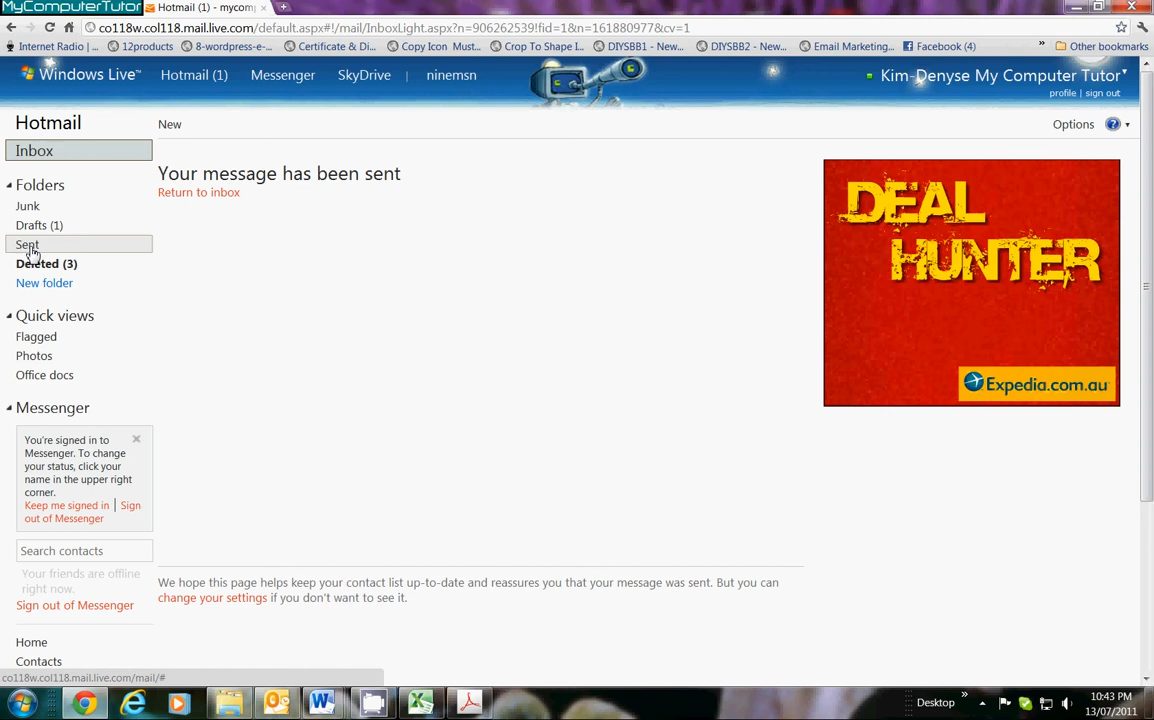 MyComputerTutor
Hotmail (1) - mycom
co118w.col118.mail.live.com/default.aspx#!/mail/InboxLight.aspx?n=906262539!fid=1&n=161880977&cv=1
Internet Radio |... 12products 8-wordpress-e-... Certificate & Di... Copy Icon Must... Crop To Shape I... DIYSBB1 - New... DIYSBB2 - New... Email Marketing... Facebook (4) » Other bookmarks
Windows Live™ Hotmail (1) Messenger SkyDrive | ninemsn Kim-Denyse My Computer Tutor
profile | sign out
Hotmail New Options ?
Inbox
Your message has been sent
Return to inbox
Folders
Junk
Drafts (1)
Sent
Deleted (3)
New folder
Quick views
Flagged
Photos
Office docs
Messenger
You're signed in to
Messenger. To change
your status, click your
name in the upper right
corner.
Keep me signed in | Sign
out of Messenger
Search contacts
Your friends are offline
right now.
Sign out of Messenger
Home
Contacts
DEAL
HUNTER
Expedia.com.au
We hope this page helps keep your contact list up-to-date and reassures you that your message was sent. But you can
change your settings if you don't want to see it.
co118w.col118.mail.live.com/mail/#
Desktop » 10:43 PM
13/07/2011